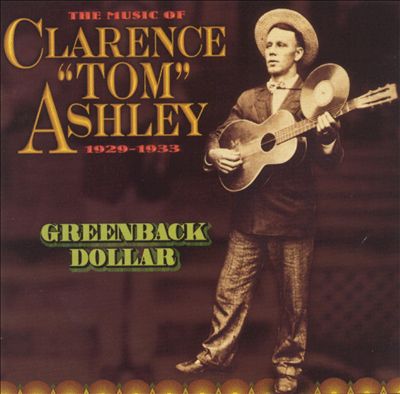 THE MUSIC OF
CLARENCE
"TOM"
ASHLEY
1929-1933
GREENBACK
DOLLAR